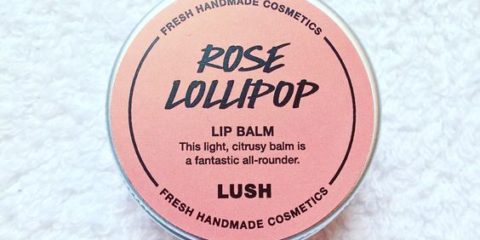 FRESH HANDMADE COSMETICS
ROSE
LOLLIPOP
LIP BALM
This light, citrusy balm is
a fantastic all-rounder.
LUSH
FRESH HANDMADE COSMETICS